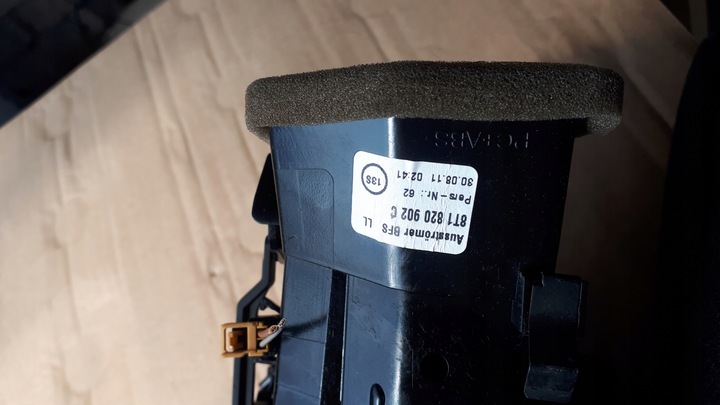 Ausströmer BFS LL
8T1 820 902 C
Pers-Nr.: 62
30.08.11 02:41
13S
PC+ABS